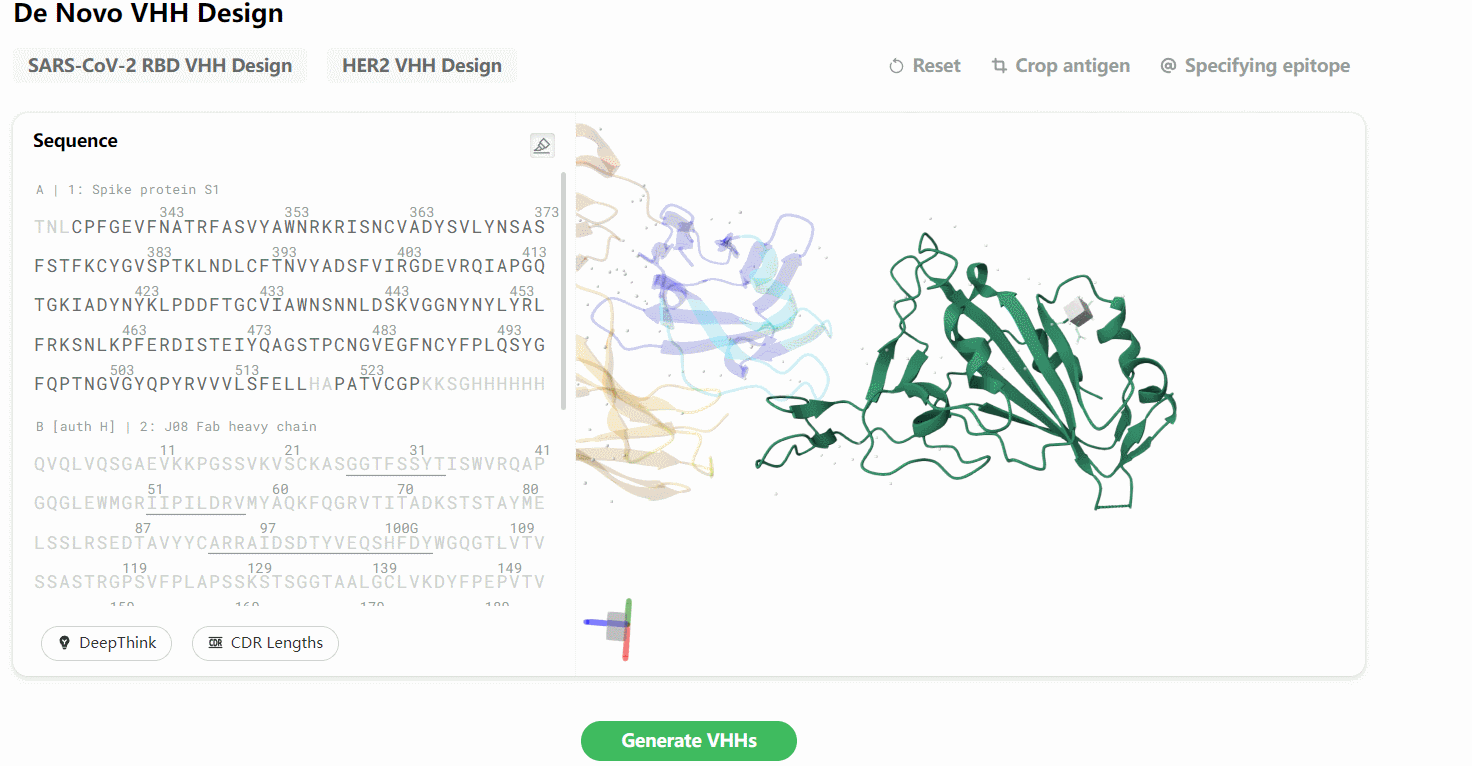 De Novo VHH Design
SARS-CoV-2 RBD VHH Design HER2 VHH Design Reset Crop antigen @ Specifying epitope
Sequence
A | 1: Spike protein S1
343 353 363 373
TNLCPFGEVFNATRFASVYAWNRKRISNCVADYSVLYNSAS
383 393 403 413
FSTFKCYGVSPTKLNDLCFTNVYADSFVIRGDEVRQIAPGQ
423 433 443 453
TGKIADYNYKLPDDFTGCVIAWNSNNLDSKVGGNYNYLYRL
463 473 483 493
FRKSNLKPFERDISTEIYQAGSTPCNGVEGFNCYFPLQSYG
503 513 523
FQPTNGVGYQPYRVVVLSFELLHAPATVCGPKKSGHHHHHH
B [auth H] | 2: J08 Fab heavy chain
11 21 31 41
QVQLVQSGAEVKKPGSSVKVSCKASGGTFSSYTISWVRQAP
51 60 70 80
GQGLEWMGRIIPILDRVMYAQKFQGRVTITADKSTSTAYME
87 97 100G 109
LSSLRSEDTAVYYCARRAIDSDTYVEQSHFDYWGQGTLVTV
119 129 139 149
SSASTRGPSVFPLAPSSKSTSGGTAALGCLVKDYFPEPVTV
DeepThink CDR CDR Lengths
Generate VHHs